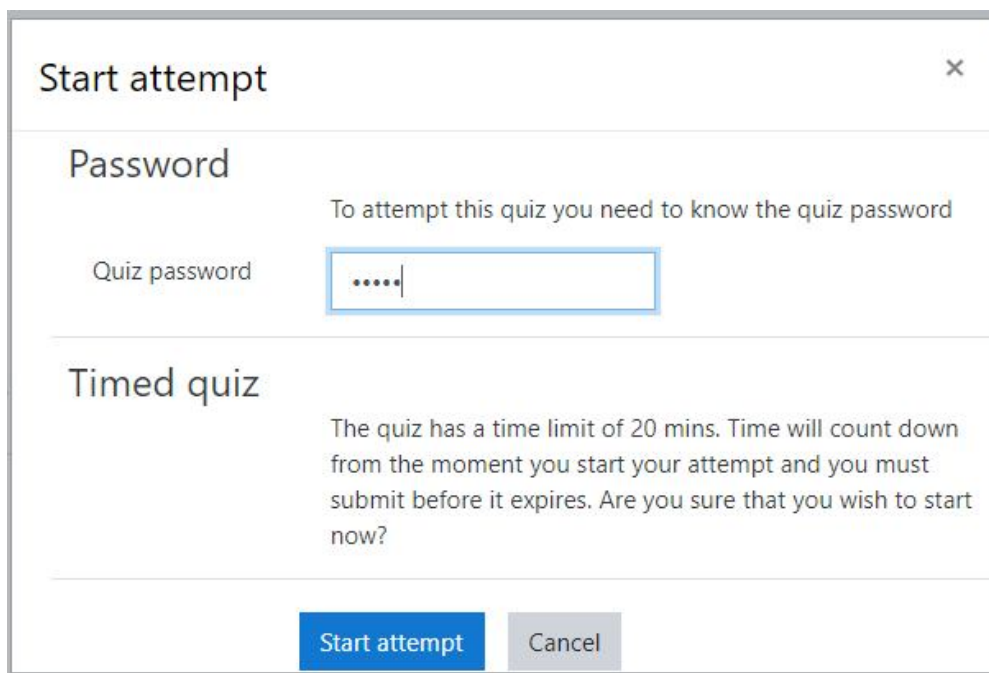 Start attempt ×
Password
To attempt this quiz you need to know the quiz password
Quiz password •••••
Timed quiz
The quiz has a time limit of 20 mins. Time will count down
from the moment you start your attempt and you must
submit before it expires. Are you sure that you wish to start
now?
Start attempt Cancel